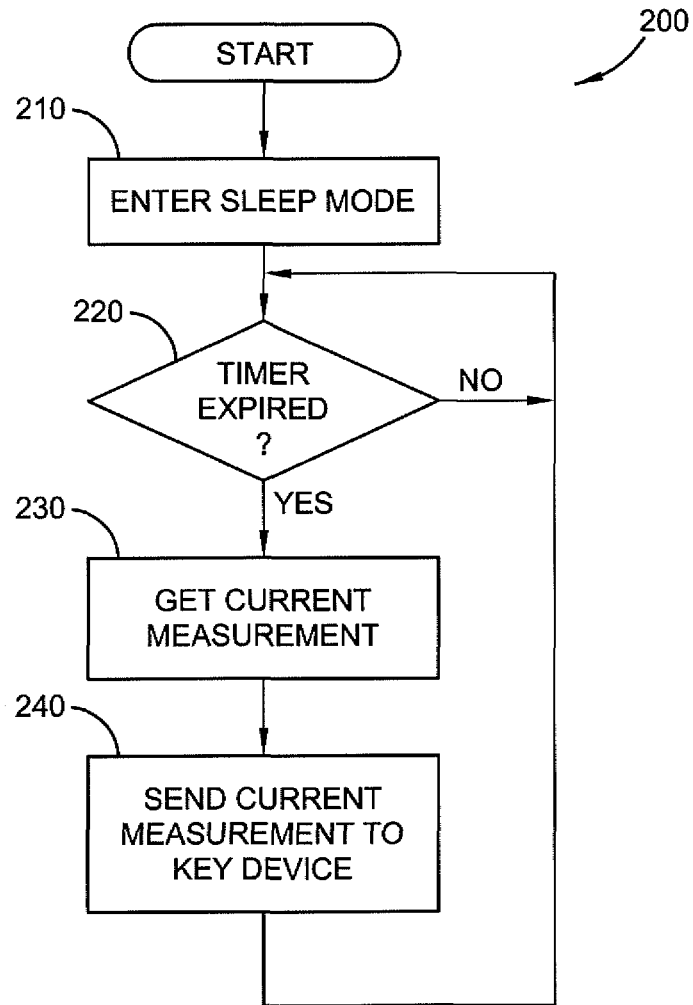 200
START
210
ENTER SLEEP MODE
220
TIMER
EXPIRED
?
NO
YES
230
GET CURRENT
MEASUREMENT
240
SEND CURRENT
MEASUREMENT TO
KEY DEVICE